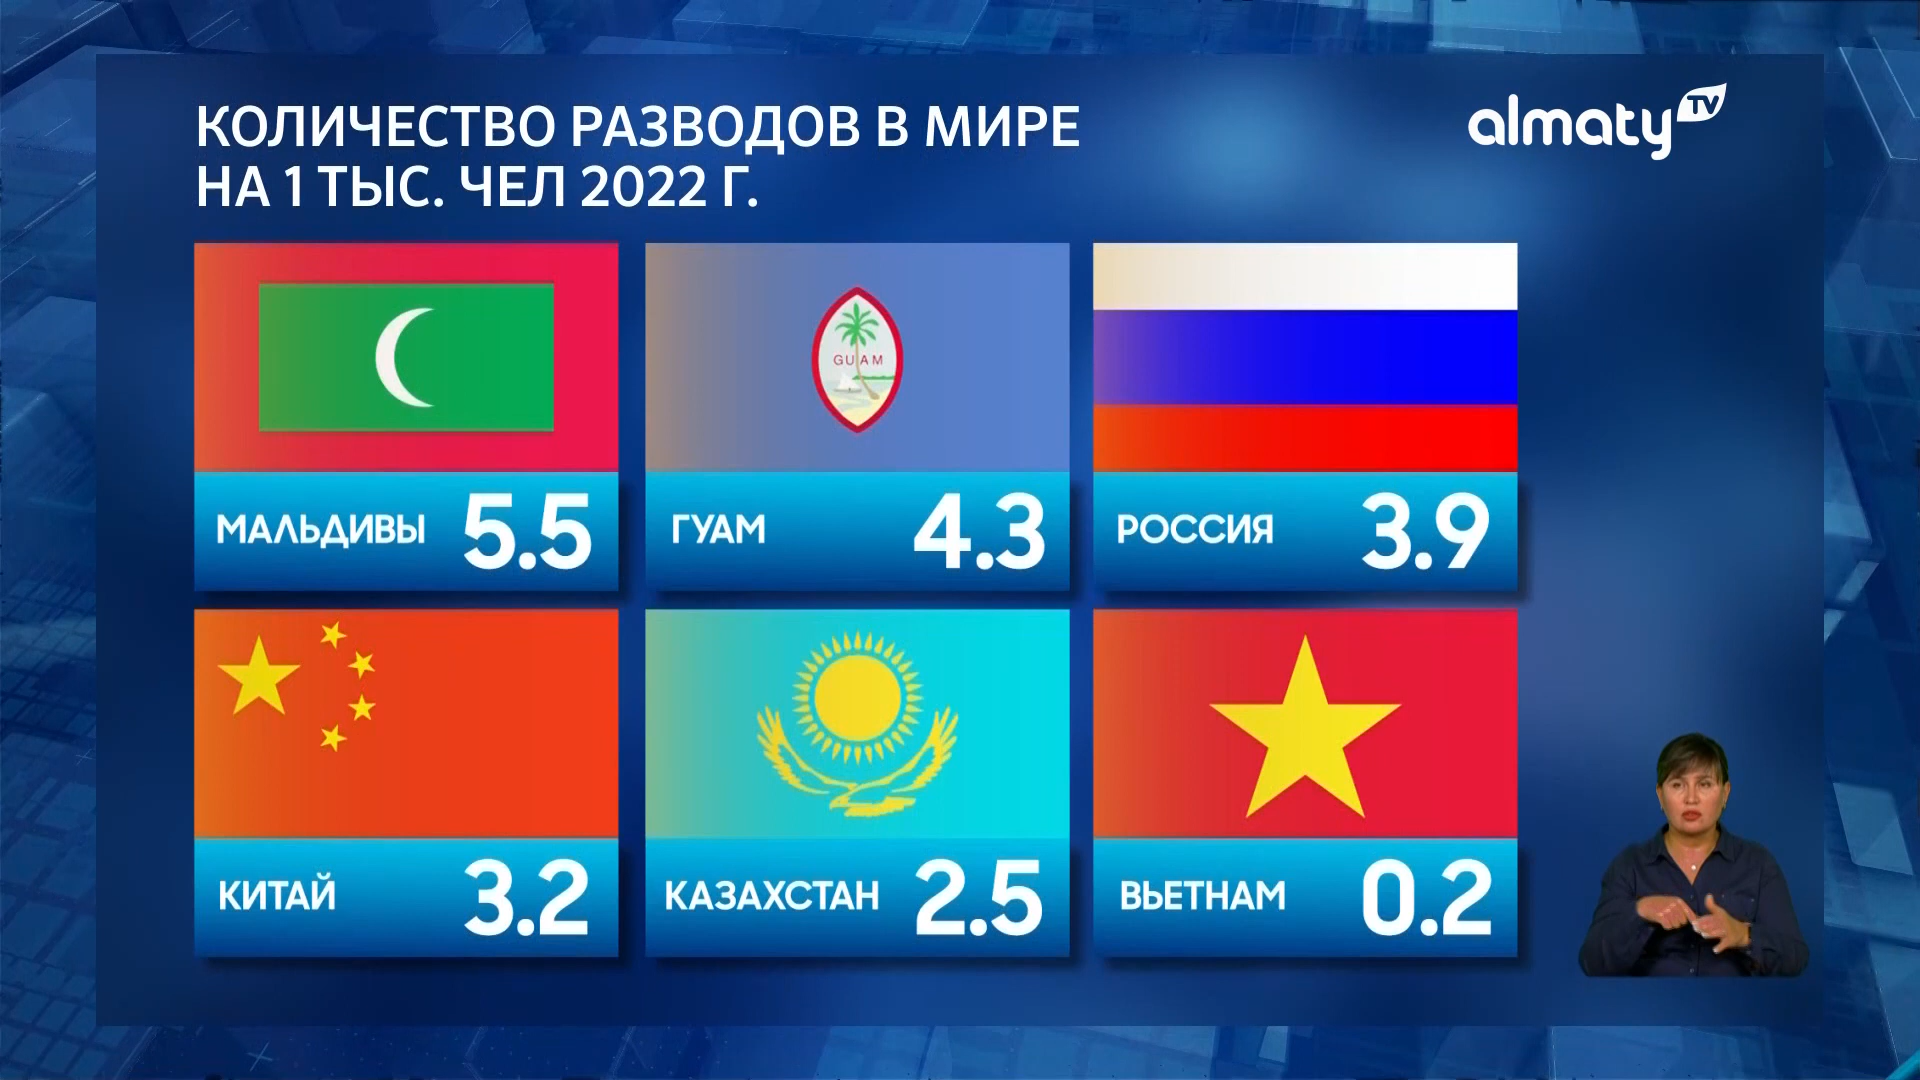 КОЛИЧЕСТВО РАЗВОДОВ В МИРЕ
НА 1 ТЫС. ЧЕЛ 2022 Г.
almaty TV
GUAM
МАЛЬДИВЫ 5.5
ГУАМ 4.3
РОССИЯ 3.9
КИТАЙ 3.2
КАЗАХСТАН 2.5
ВЬЕТНАМ 0.2